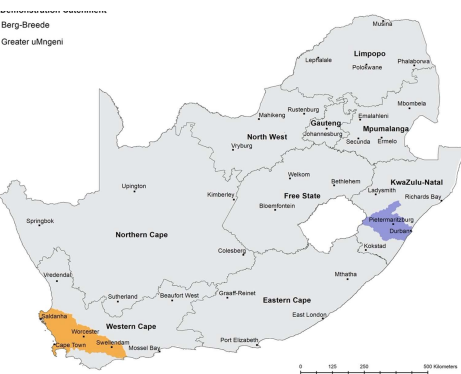 Demonstration Catchment
Berg-Breede
Greater uMngeni
Musina
Limpopo
Lephalale
Phalaborwa
Polokwane
Mbombela
Rustenburg
Emalahleni
Mahikeng
Gauteng
Johannesburg
Mpumalanga
North West
Secunda
Ermelo
Vryburg
Welkom
Bethlehem
KwaZulu-Natal
Upington
Kimberley
Free State
Ladysmith
Richards Bay
Bloemfontein
Springbok
Pietermaritzburg
Northern Cape
Durban
Kokstad
Colesberg
Vredendal
Mthatha
Sutherland
Beaufort West
Graaff-Reinet
Eastern Cape
Saldanha
Western Cape
East London
Worcester
Cape Town
Swellendam
Mossel Bay
Port Elizabeth
0 125 250 500 Kilometers